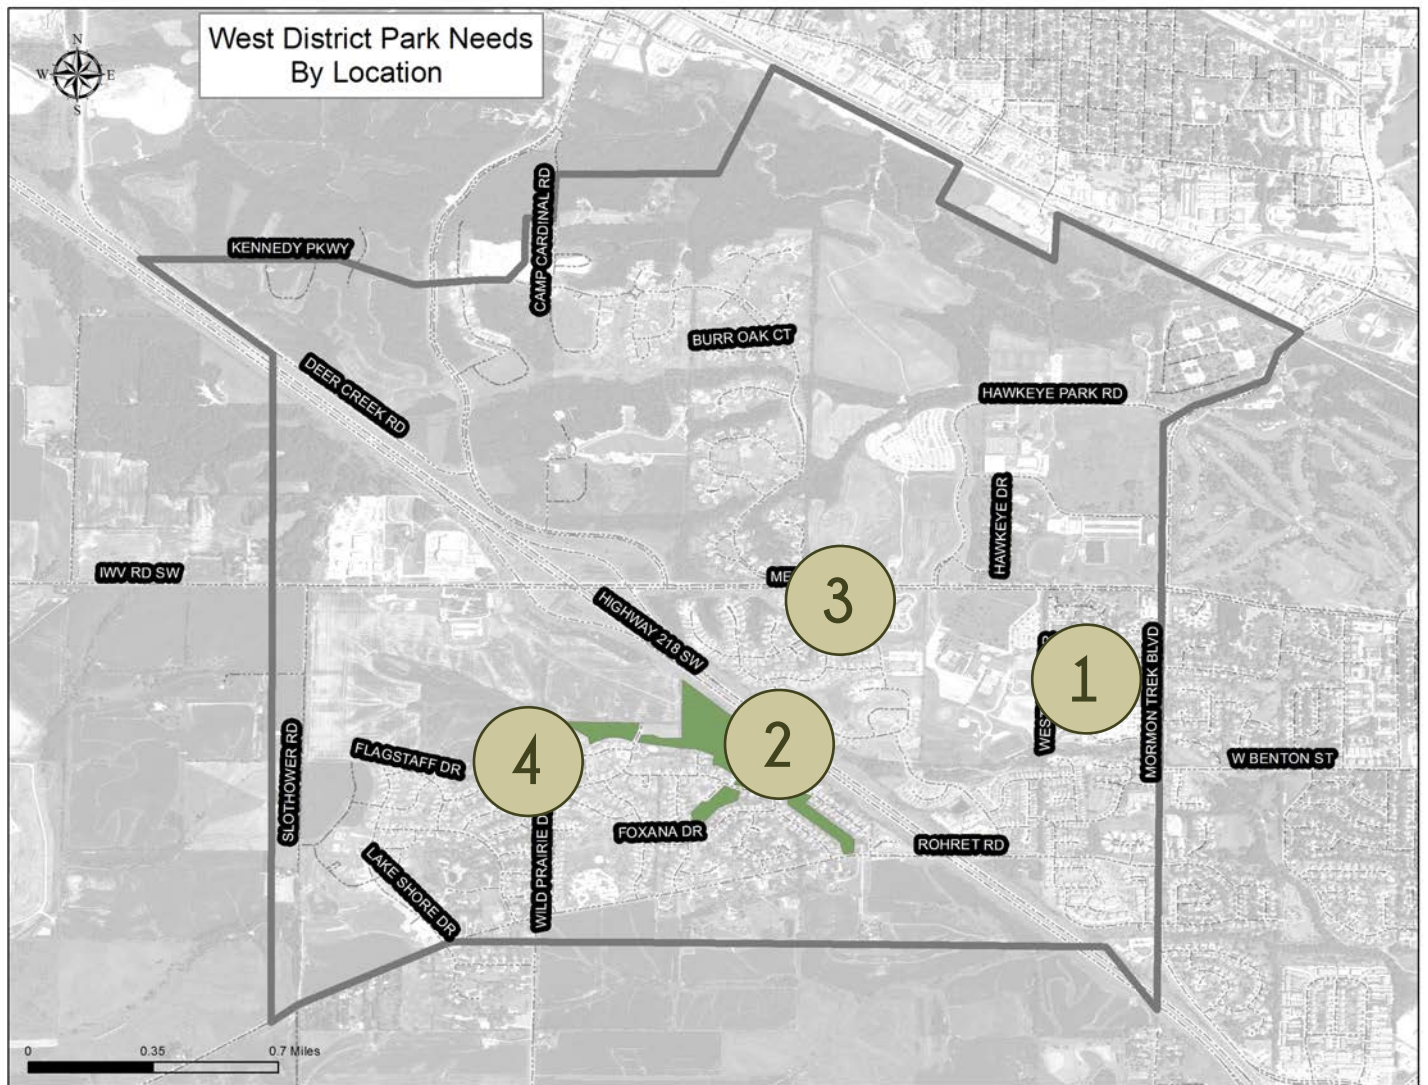 West District Park Needs
By Location
N
W E
S
CAMP CARDINAL RD
KENNEDY PKWY
BURR OAK CT
DEER CREEK RD
HAWKEYE PARK RD
HAWKEYE DR
IWV RD SW
3
HIGHWAY 218 SW
1
MORMON TREK BLVD
2
4
FLAGSTAFF DR
SLOTHOWER RD
W BENTON ST
FOXANA DR
ROHRET RD
WILD PRAIRIE
LAKE SHORE DR
0 0.35 0.7 Miles